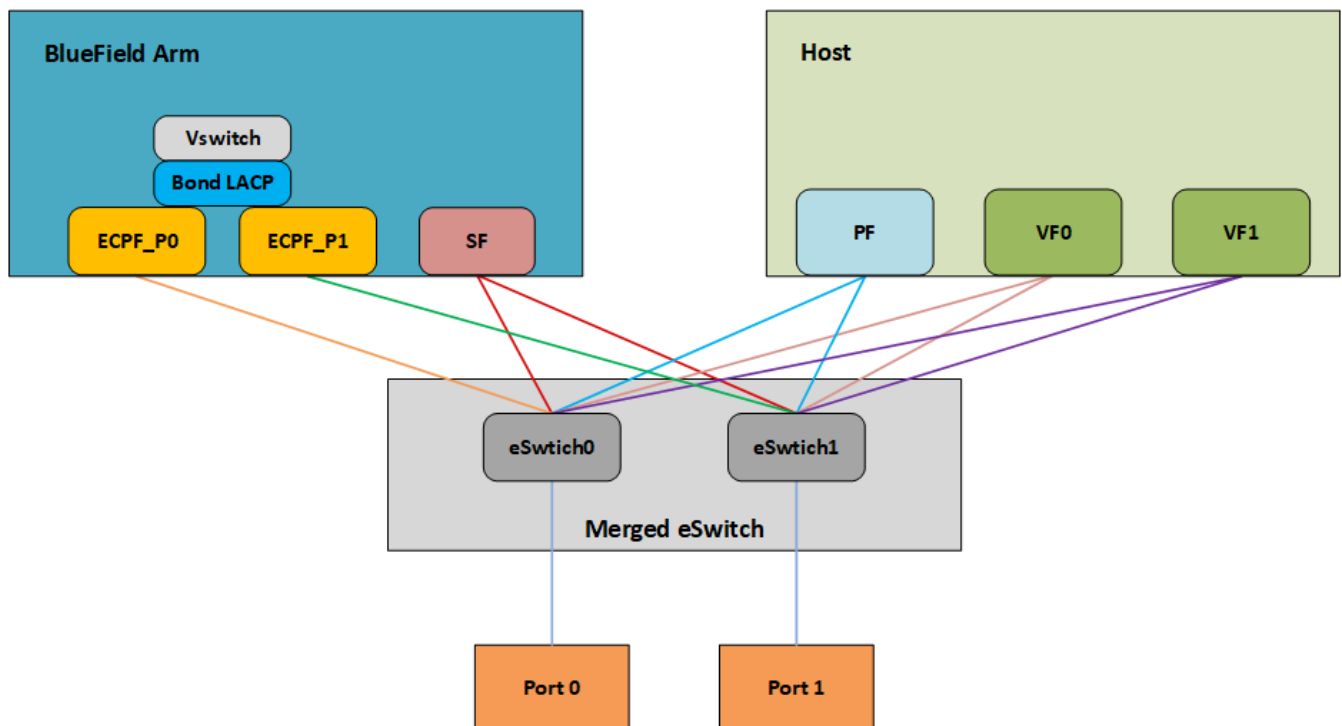 BlueField Arm
Host
Vswitch
Bond LACP
ECPF_P0
ECPF_P1
SF
PF
VF0
VF1
eSwtich0
eSwtich1
Merged eSwitch
Port 0
Port 1